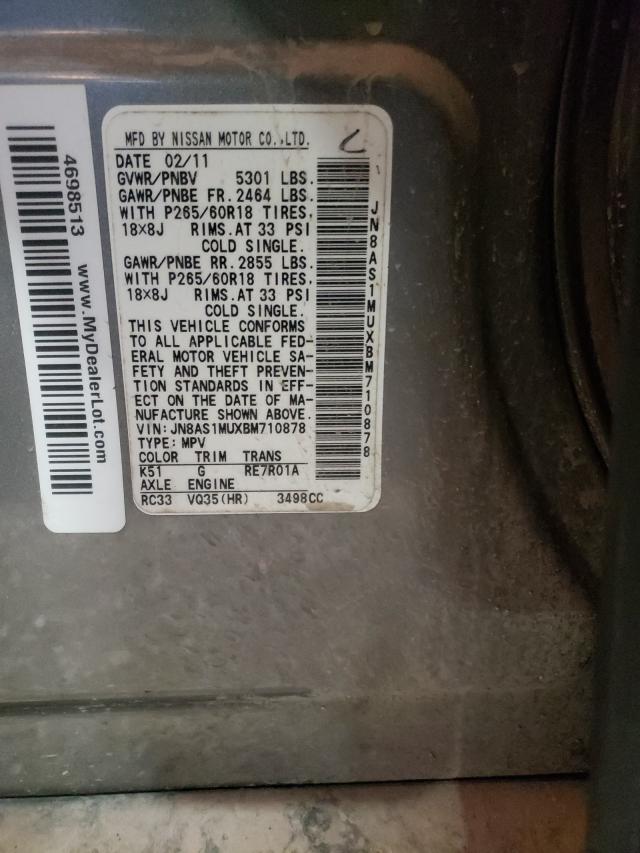 MFD BY NISSAN MOTOR CO.,LTD.
DATE 02/11
GVWR/PNBV 5301 LBS.
GAWR/PNBE FR. 2464 LBS.
WITH P265/60R18 TIRES,
18×8J RIMS.AT 33 PSI
COLD SINGLE.
GAWR/PNBE RR. 2855 LBS.
WITH P265/60R18 TIRES,
18×8J RIMS.AT 33 PSI
COLD SINGLE.
THIS VEHICLE CONFORMS
TO ALL APPLICABLE FED-
ERAL MOTOR VEHICLE SA-
FETY AND THEFT PREVEN-
TION STANDARDS IN EFF-
ECT ON THE DATE OF MA-
NUFACTURE SHOWN ABOVE.
VIN:JN8AS1MUXBM710878
TYPE: MPV
COLOR TRIM TRANS
K51 G RE7R01A
AXLE ENGINE
RC33 VQ35(HR) 3498CC
JN8AS1MUXBM710878
4698513 www.MyDealerLot.com